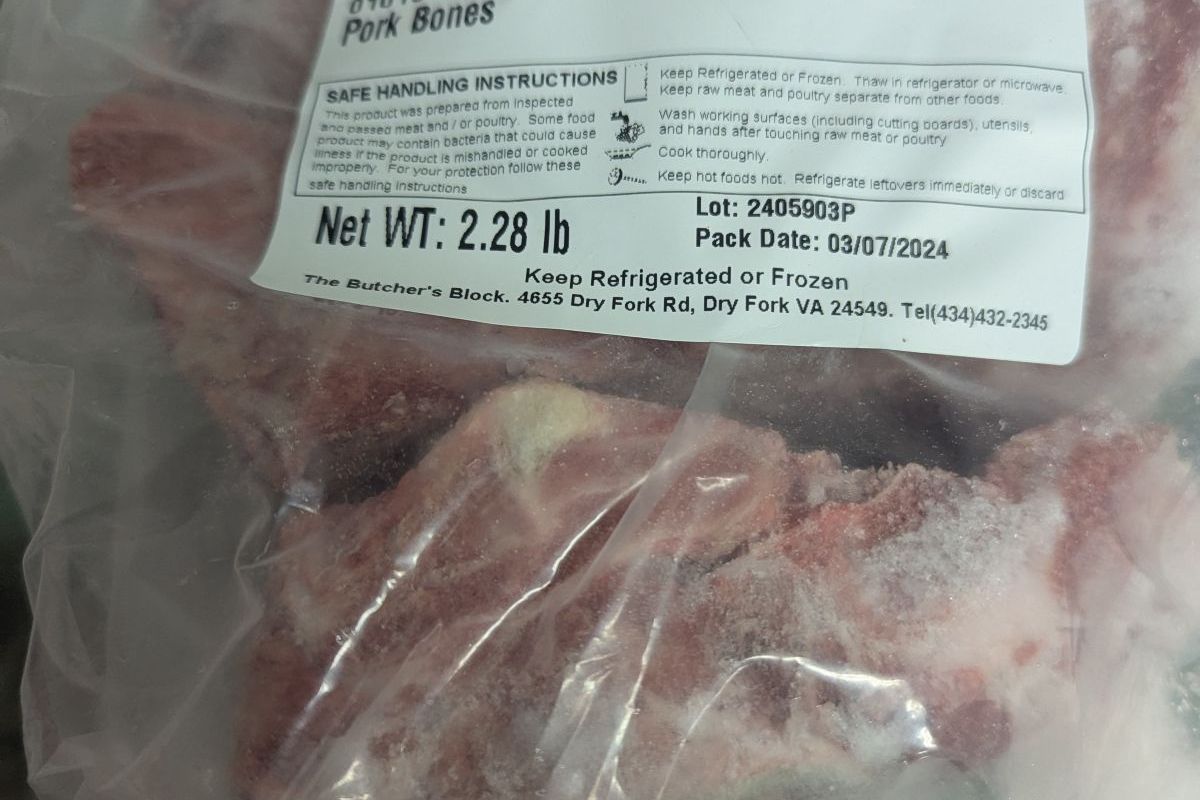 Pork Bones
SAFE HANDLING INSTRUCTIONS
This product was prepared from inspected
and passed meat and / or poultry. Some food
product may contain bacteria that could cause
illness if the product is mishandled or cooked
improperly. For your protection follow these
safe handling instructions
Keep Refrigerated or Frozen. Thaw in refrigerator or microwave.
Keep raw meat and poultry separate from other foods.
Wash working surfaces (including cutting boards), utensils,
and hands after touching raw meat or poultry
Cook thoroughly.
Keep hot foods hot. Refrigerate leftovers immediately or discard
Net WT: 2.28 lb
Lot: 2405903P
Pack Date: 03/07/2024
Keep Refrigerated or Frozen
The Butcher's Block. 4655 Dry Fork Rd, Dry Fork VA 24549. Tel(434)432-2345